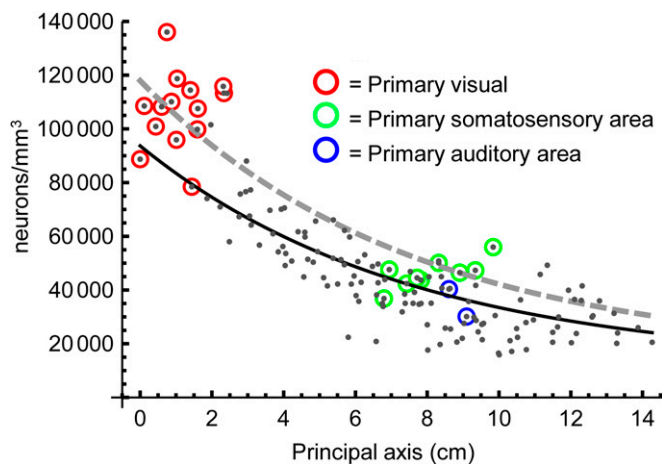 140 000
120 000
100 000
80 000
60 000
40 000
20 000
neurons/mm³
= Primary visual
= Primary somatosensory area
= Primary auditory area
0 2 4 6 8 10 12 14
Principal axis (cm)